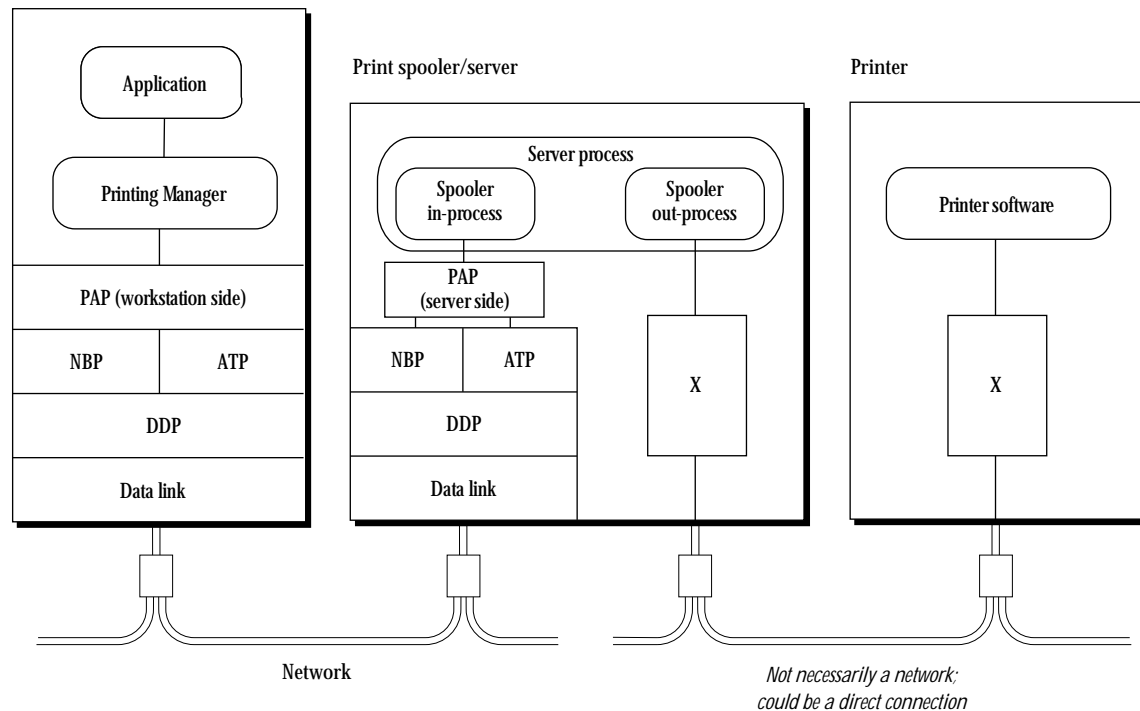 Application
Printing Manager
PAP (workstation side)
NBP
ATP
DDP
Data link
Print spooler/server
Server process
Spooler
in-process
Spooler
out-process
PAP
(server side)
NBP
ATP
DDP
Data link
X
Printer
Printer software
X
Network
Not necessarily a network;
could be a direct connection